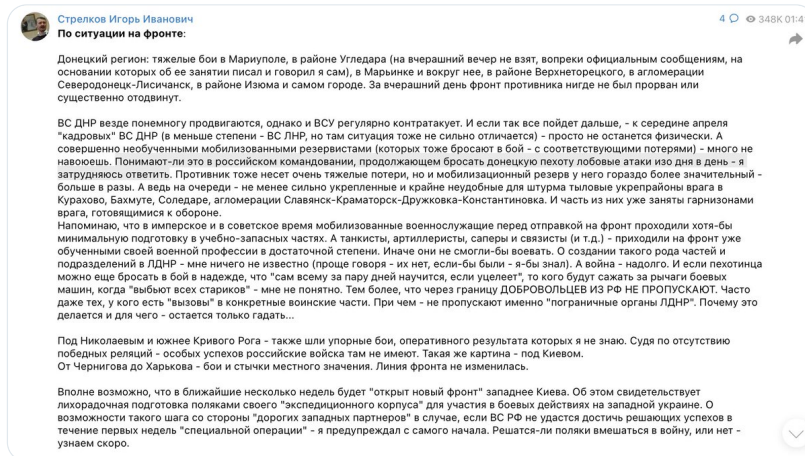 Стрелков Игорь Иванович
4 348K 01:4
По ситуации на фронте:
Донецкий регион: тяжелые бои в Мариуполе, в районе Угледара (на вчерашний вечер не взят, вопреки официальным сообщениям, на
основании которых об ее занятии писал и говорил я сам), в Марьинке и вокруг нее, в районе Верхнеторецкого, в агломерации
Северодонецк-Лисичанск, в районе Изюма и самом городе. За вчерашний день фронт противника нигде не был прорван или
существенно отодвинут.
ВС ДНР везде понемногу продвигаются, однако и ВСУ регулярно контратакует. И если так все пойдет дальше, - к середине апреля
"кадровых" ВС ДНР (в меньше степени - ВС ЛНР, но там ситуация тоже не сильно отличается) - просто не останется физически. А
совершенно необученными мобилизованными резервистами (которых тоже бросают в бой - с соответствующими потерями) - много не
навоюешь. Понимают-ли это в российском командовании, продолжающем бросать донецкую пехоту лобовые атаки изо дня в день - я
затрудняюсь ответить. Противник тоже несет очень тяжелые потери, но и мобилизационный резерв у него гораздо более значительный -
больше в разы. А ведь на очереди - не менее сильно укрепленные и крайне неудобные для штурма тыловые укрепрайоны врага в
Курахово, Бахмуте, Соледаре, агломерации Славянск-Краматорск-Дружковка-Константиновка. И часть из них уже заняты гарнизонами
врага, готовящимися к обороне.
Напоминаю, что в имперское и в советское время мобилизованные военнослужащие перед отправкой на фронт проходили хотя-бы
минимальную подготовку в учебно-запасных частях. А танкисты, артиллеристы, саперы и связисты (и т.д.) - приходили на фронт уже
обученными своей военной профессии в достаточной степени. Иначе они не смогли-бы воевать. О создании такого рода частей и
подразделений в ЛДНР - мне ничего не известно (проще говоря - их нет, если-бы были - я-бы знал). А война - надолго. И если пехотинца
можно еще бросать в бой в надежде, что "сам всему за пару дней научится, если уцелеет", то кого будут сажать за рычаги боевых
машин, когда "выбьют всех стариков" - мне не понятно. Тем более, что через границу ДОБРОВОЛЬЦЕВ ИЗ РФ НЕ ПРОПУСКАЮТ. Часто
даже тех, у кого есть "вызовы" в конкретные воинские части. При чем - не пропускают именно "пограничные органы ЛДНР". Почему это
делается и для чего - остается только гадать...
Под Николаевым и южнее Кривого Рога - также шли упорные бои, оперативного результата которых я не знаю. Судя по отсутствию
победных реляций - особых успехов российские войска там не имеют. Такая же картина - под Киевом.
От Чернигова до Харькова - бои и стычки местного значения. Линия фронта не изменилась.
Вполне возможно, что в ближайшие несколько недель будет "открыт новый фронт" западнее Киева. Об этом свидетельствует
лихорадочная подготовка поляками своего "экспедиционного корпуса" для участия в боевых действиях на западной украине. О
возможности такого шага со стороны "дорогих западных партнеров" в случае, если ВС РФ не удастся достичь решающих успехов в
течение первых недель "специальной операции" - я предупреждал с самого начала. Решатся-ли поляки вмешаться в войну, или нет -
узнаем скоро.